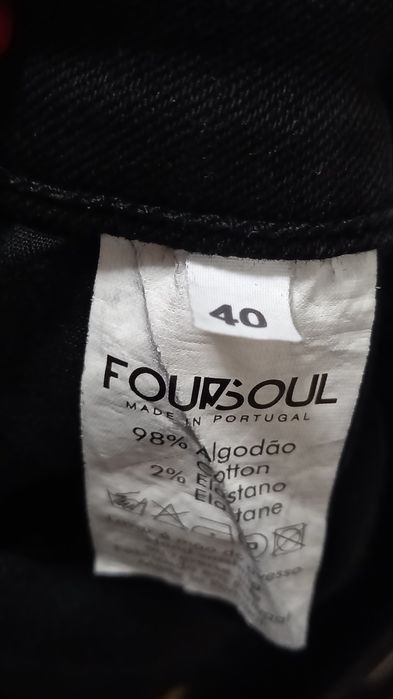 40
FOURSOUL
MADE IN PORTUGAL
98% Algodão
Cotton
2% Elastano
Elastane